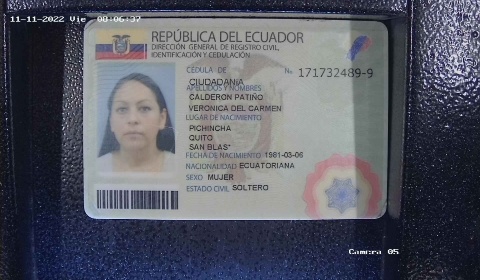 11-11-2022 Vie 08:06:37
REPÚBLICA DEL ECUADOR
DIRECCIÓN GENERAL DE REGISTRO CIVIL,
IDENTIFICACIÓN Y CEDULACIÓN
CÉDULA DE No. 171732489-9
CIUDADANIA
APELLIDOS Y NOMBRES
CALDERON PATIÑO
VERONICA DEL CARMEN
LUGAR DE NACIMIENTO
PICHINCHA
QUITO
SAN BLAS*
FECHA DE NACIMIENTO 1981-03-06
NACIONALIDAD ECUATORIANA
SEXO MUJER
ESTADO CIVIL SOLTERO
Camera 05